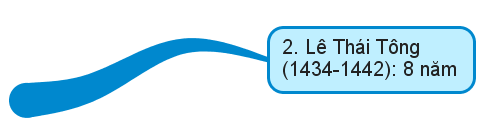 2. Lê Thái Tông
(1434-1442): 8 năm